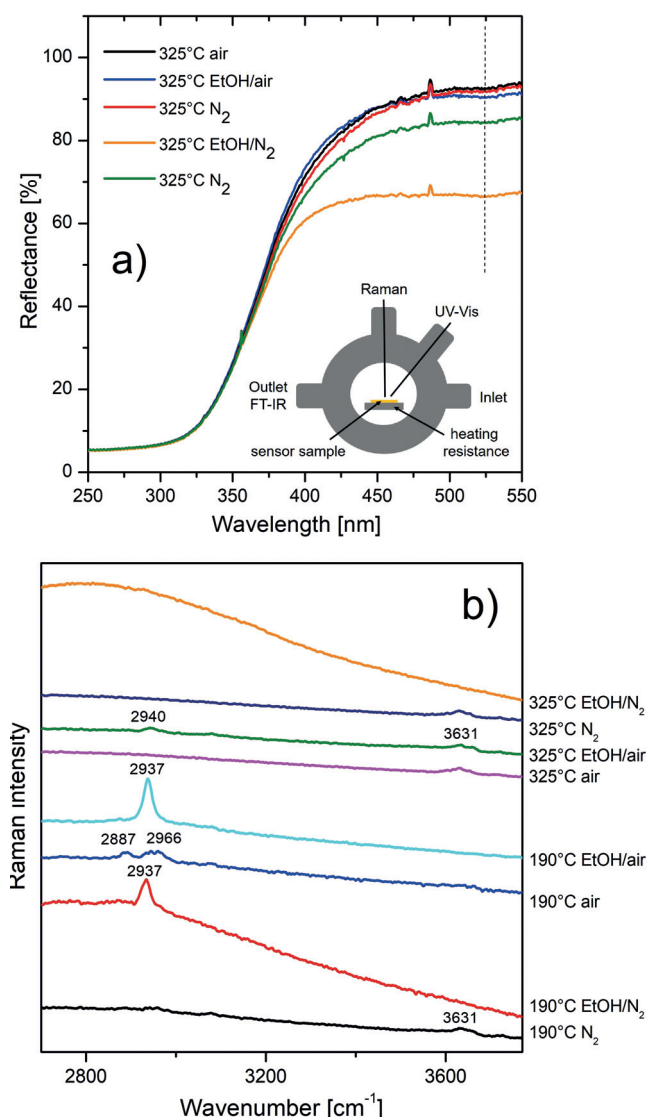 100
80
60
40
20
0
Reflectance [%]
325°C air
325°C EtOH/air
325°C N2
325°C EtOH/N2
325°C N2
a)
Raman
UV-Vis
Outlet
FT-IR
Inlet
sensor sample
heating
resistance
250 300 350 400 450 500 550
Wavelength [nm]
b)
Raman intensity
325°C EtOH/N2
325°C N2
2940
3631
325°C EtOH/air
325°C air
2937
190°C EtOH/air
2887 2966
190°C air
2937
190°C EtOH/N2
3631
190°C N2
2800 3200 3600
Wavenumber [cm-1]